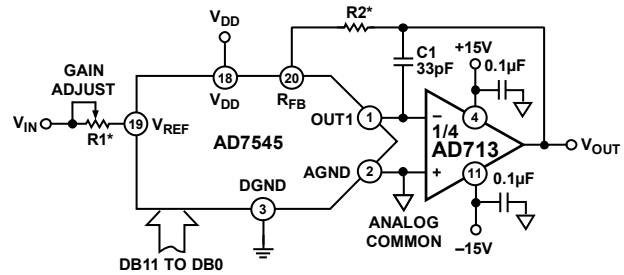 R2*
VDD
C1
33pF
+15V
0.1µF
GAIN
ADJUST
18
VDD
20
RFB
VIN
R1*
19
VREF
OUT1
1
AD7545
4
–
1/4
AD713
+
VOUT
AGND
2
11
0.1µF
DGND
3
ANALOG
COMMON
–15V
DB11 TO DB0